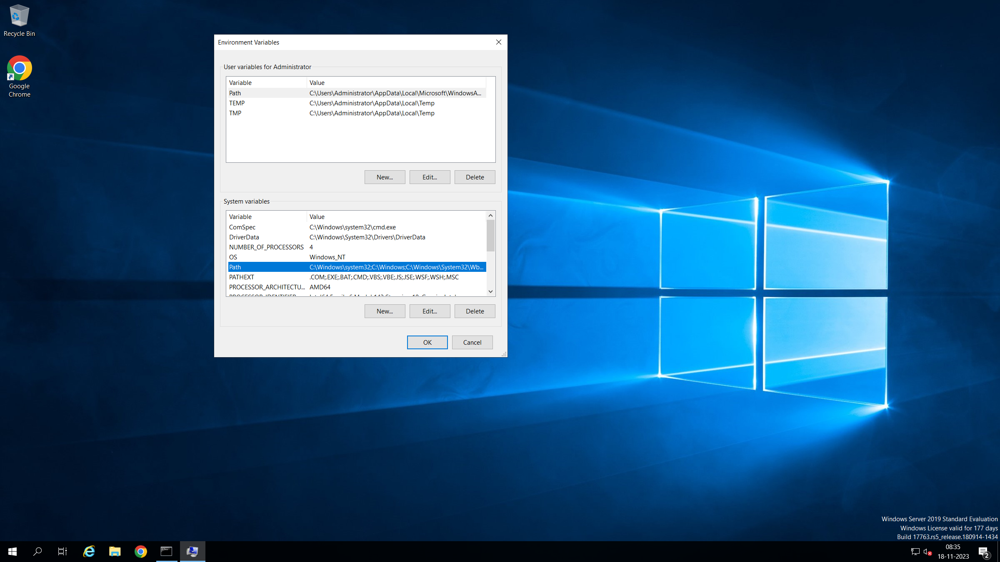 Recycle Bin
Google
Chrome
Environment Variables
User variables for Administrator
Variable Value
Path C:\Users\Administrator\AppData\Local\Microsoft\WindowsA...
TEMP C:\Users\Administrator\AppData\Local\Temp
TMP C:\Users\Administrator\AppData\Local\Temp
New... Edit... Delete
System variables
Variable Value
ComSpec C:\Windows\system32\cmd.exe
DriverData C:\Windows\System32\Drivers\DriverData
NUMBER_OF_PROCESSORS 4
OS Windows_NT
Path C:\Windows\system32;C:\Windows;C:\Windows\System32\Wb...
PATHEXT .COM;.EXE;.BAT;.CMD;.VBS;.VBE;.JS;.JSE;.WSF;.WSH;.MSC
PROCESSOR_ARCHITECTU... AMD64
New... Edit... Delete
OK Cancel
Windows Server 2019 Standard Evaluation
Windows License valid for 177 days
Build 17763.rs5_release.180914-1434
08:35
18-11-2023
2